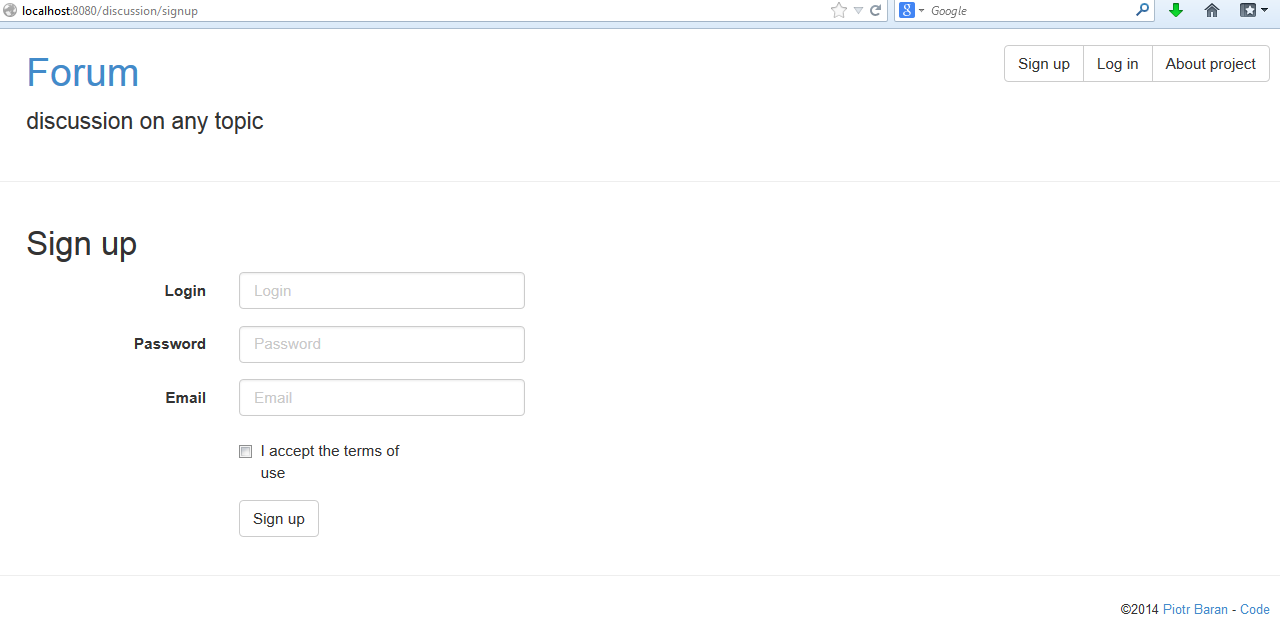 localhost:8080/discussion/signup
8 Google
Forum
Sign up Log in About project
discussion on any topic
Sign up
Login Login
Password Password
Email Email
I accept the terms of
use
Sign up
©2014 Piotr Baran - Code